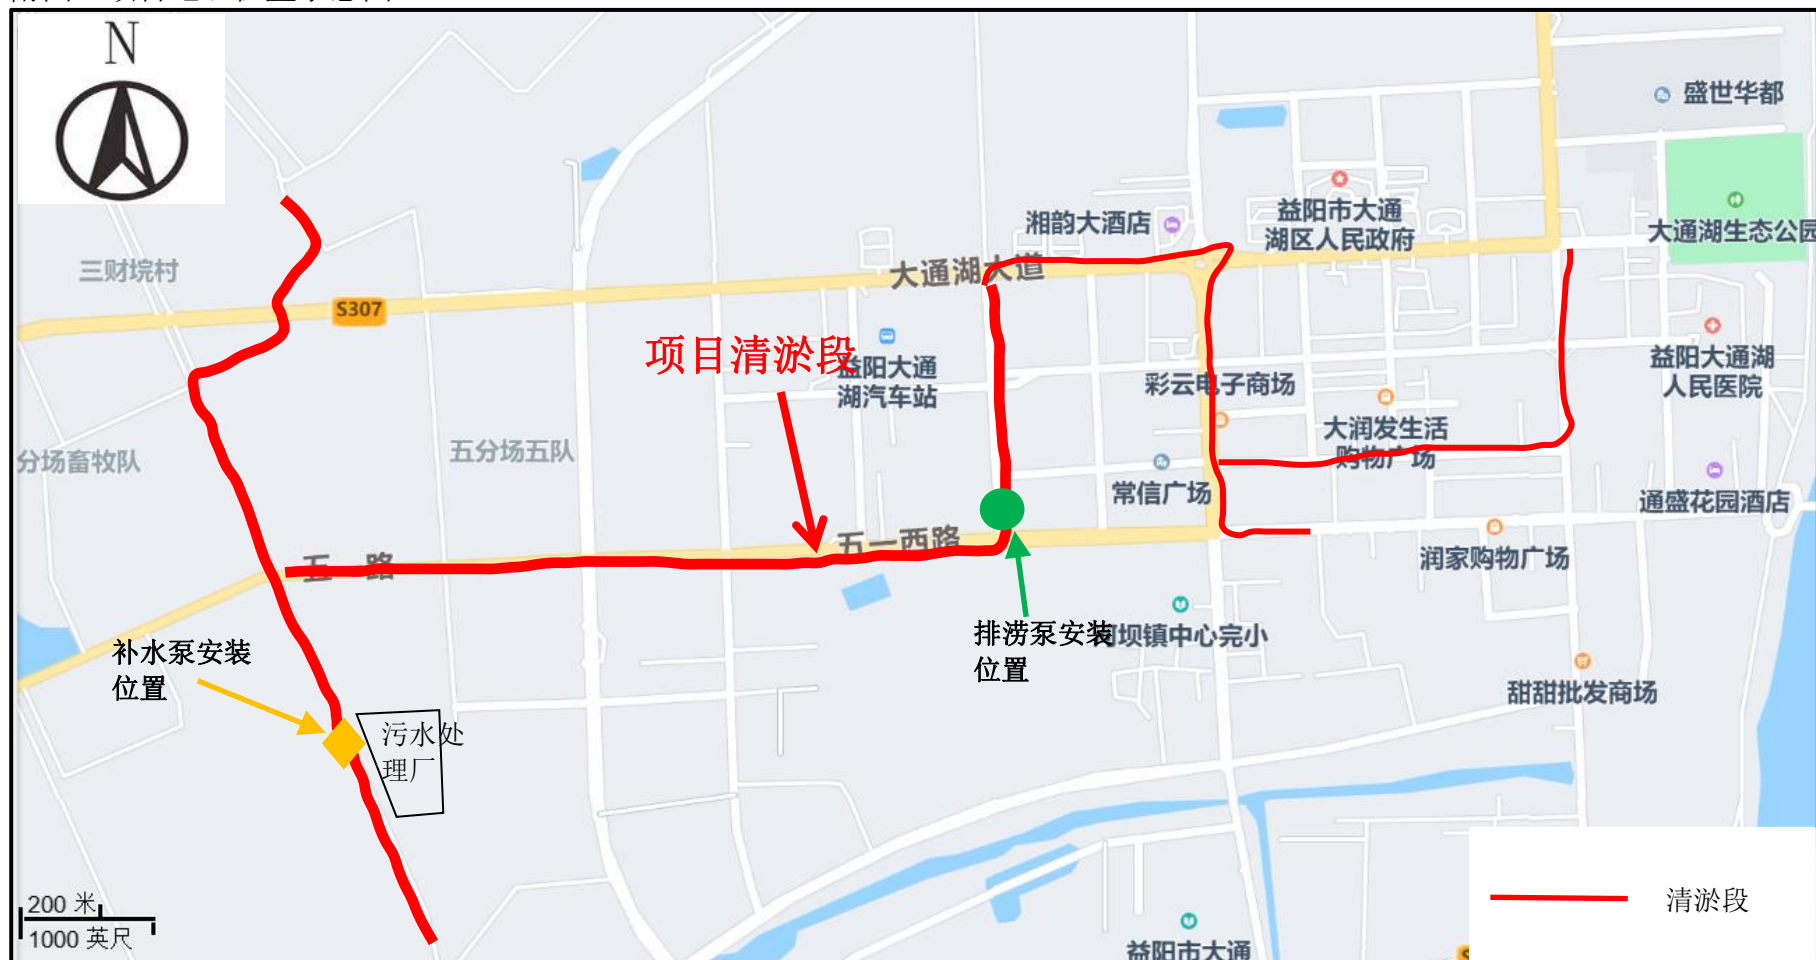 N
盛世华都
湘韵大酒店
益阳市大通
湖区人民政府
大通湖生态公园
三财垸村
大通湖大道
S307
项目清淤段
益阳大通
湖汽车站
彩云电子商场
益阳大通湖
人民医院
大润发生活
购物广场
分场畜牧队
五分场五队
常信广场
通盛花园酒店
五一西路
五一路
润家购物广场
补水泵安装
位置
排涝泵安装
位置
河坝镇中心完小
甜甜批发商场
污水处
理厂
200 米
1000 英尺
清淤段
益阳市大通